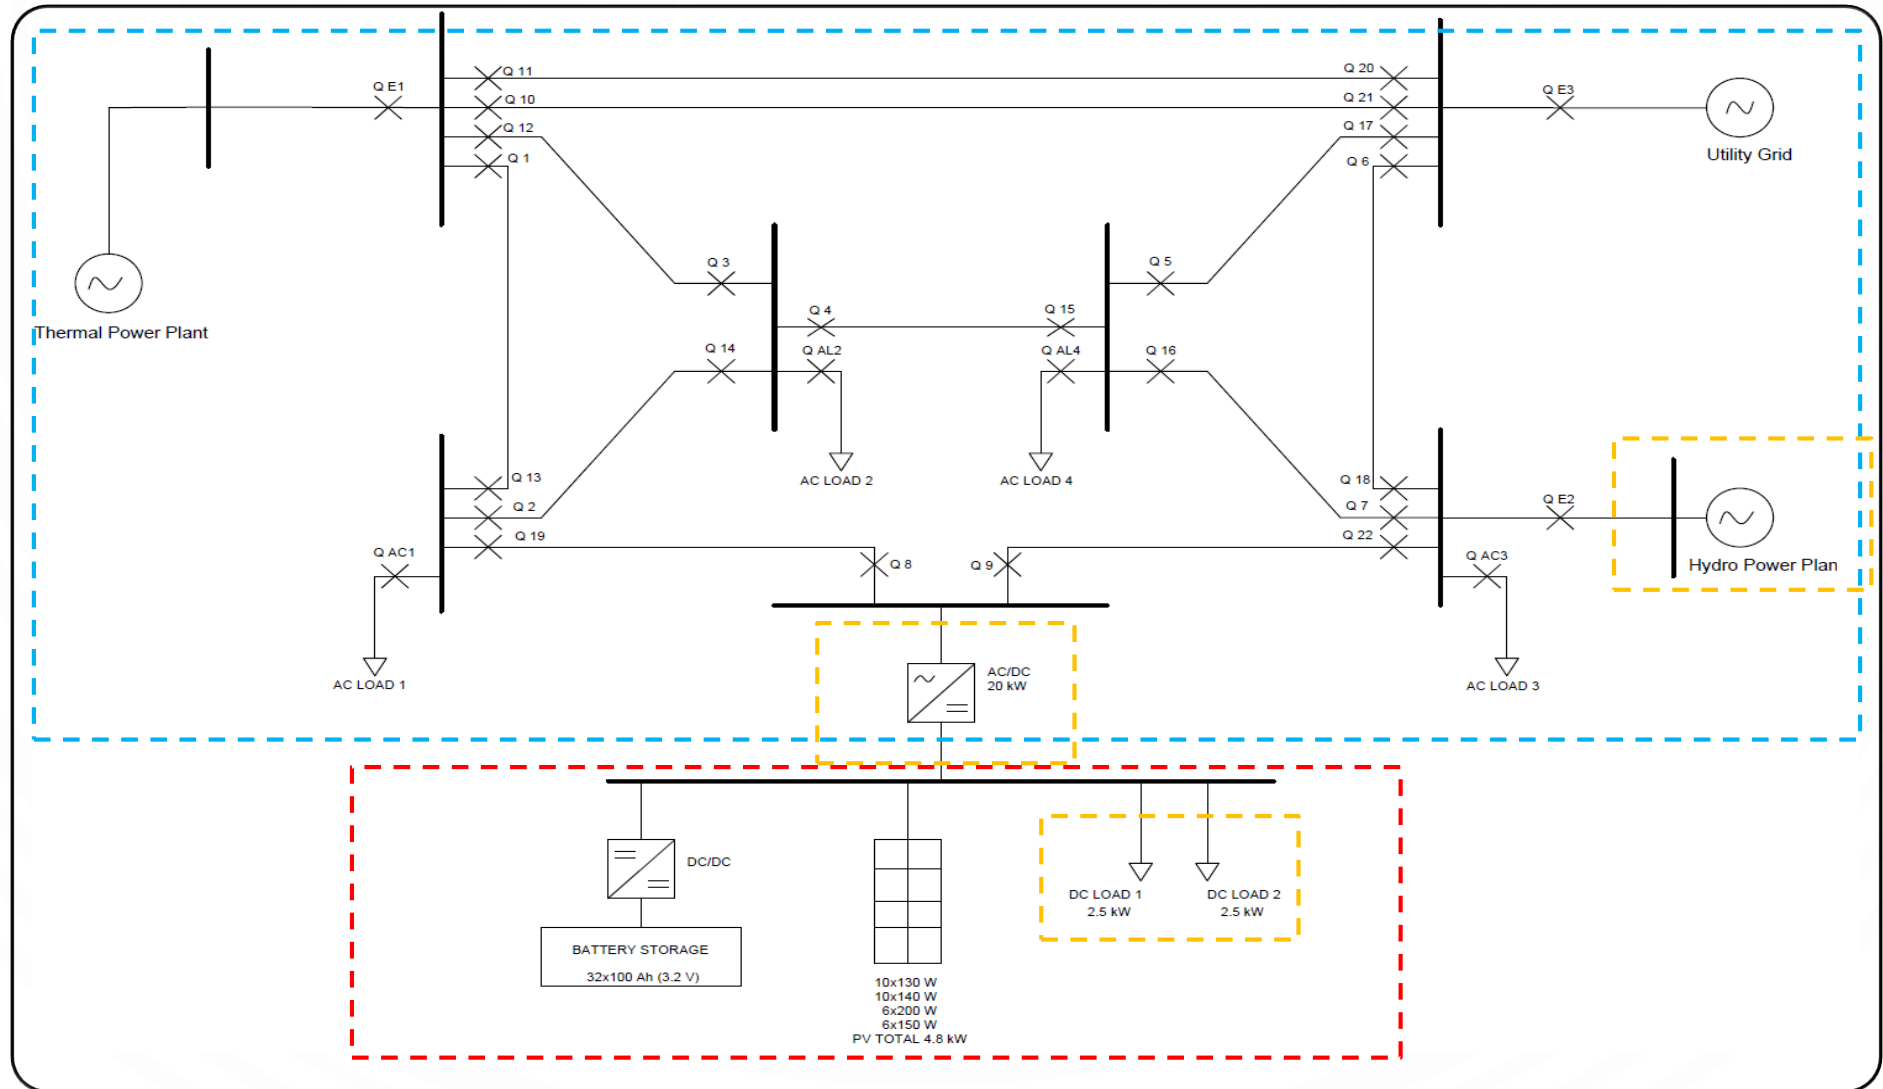 Q 11
Q 20
Q E1
Q 10
Q 21
Q E3
Q 12
Q 17
Q 1
Q 6
Utility Grid
Q 3
Q 5
Q 4
Q 15
Thermal Power Plant
Q 14
Q AL2
Q AL4
Q 16
AC LOAD 2
AC LOAD 4
Q 13
Q 18
Q 2
Q 7
Q E2
Q 19
Q 22
Q AC1
Q 8
Q 9
Q AC3
Hydro Power Plan
AC/DC
20 kW
AC LOAD 1
AC LOAD 3
DC/DC
DC LOAD 1
2.5 kW
DC LOAD 2
2.5 kW
BATTERY STORAGE
32x100 Ah (3.2 V)
10x130 W
10x140 W
6x200 W
6x150 W
PV TOTAL 4.8 kW